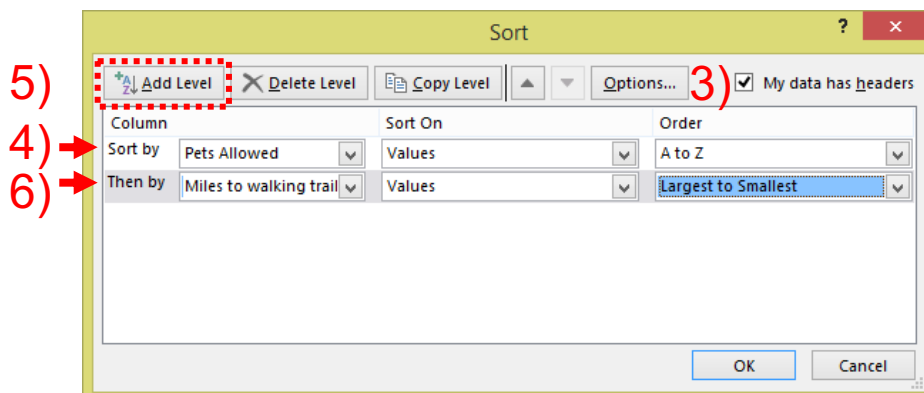 Sort ? ×
5) Add Level Delete Level Copy Level Options... 3) My data has headers
Column Sort On Order
4) Sort by Pets Allowed Values A to Z
6) Then by Miles to walking trail Values Largest to Smallest
OK Cancel